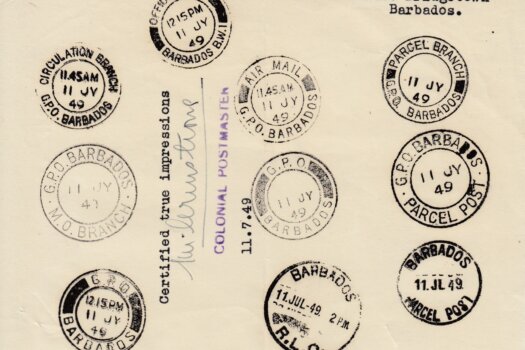 Barbados.
12.15PM
11 JY
49
BARBADOS B.W.I
CIRCULATION BRANCH
11.45AM
11 JY
49
G.P.O. BARBADOS
AIR MAIL
11.45AM
11 JY
49
G.P.O. BARBADOS
PARCEL BRANCH
11 JY
49
G.P.O. BARBADOS
G.P.O. BARBADOS
11 JY
49
M.O. BRANCH
Certified true impressions
COLONIAL POSTMASTER
11.7.49
G.P.O.
11 JY
49
BARBADOS
G.P.O. BARBADOS
11 JY
49
PARCEL POST
G.P.O
12.15PM
11 JY
49
BARBADOS
BARBADOS
11.JUL-49. 2PM
R.L.O.
BARBADOS
11.JL 49.
PARCEL POST